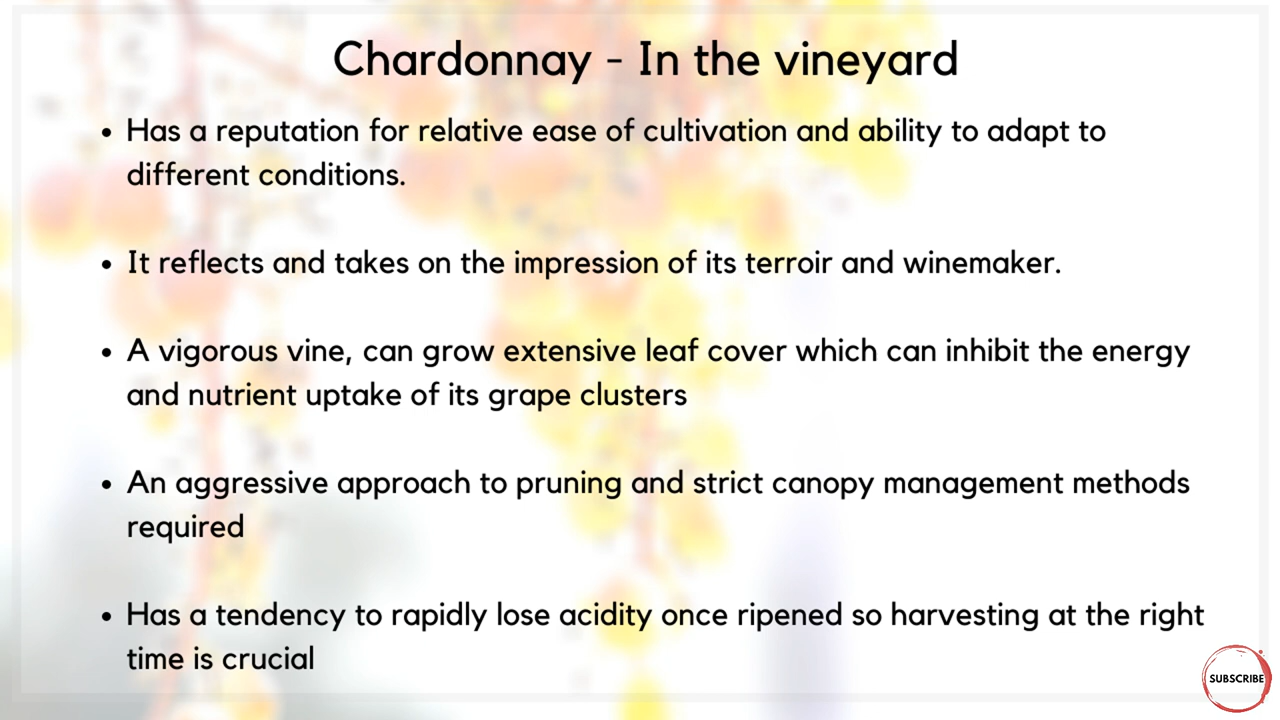 Chardonnay - In the vineyard
• Has a reputation for relative ease of cultivation and ability to adapt to
different conditions.
• It reflects and takes on the impression of its terroir and winemaker.
• A vigorous vine, can grow extensive leaf cover which can inhibit the energy
and nutrient uptake of its grape clusters
• An aggressive approach to pruning and strict canopy management methods
required
• Has a tendency to rapidly lose acidity once ripened so harvesting at the right
time is crucial
SUBSCRIBE